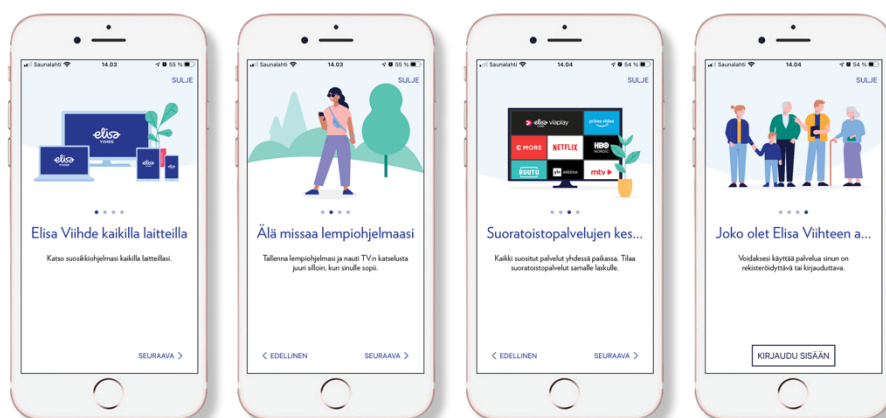 Saunalahti 14.03 55 %
SULJE
elisa
VIIHDE
elisa
elisa
Elisa Viihde kaikilla laitteilla
Katso suosikkiohjelmasi kaikilla laitteillasi.
SEURAAVA >
Saunalahti 14.03 55 %
SULJE
Älä missaa lempiohjelmaasi
Tallenna lempiohjelmasi ja nauti TV:n katselusta
juuri silloin, kun sinulle sopii.
< EDELLINEN SEURAAVA >
Saunalahti 14.04 54 %
SULJE
elisa viaplay
VIIHDE
prime video
C MORE
NETFLIX
HBO
NORDIC
RUUTU
yle AREENA
mtv
Suoratoistopalvelujen kes...
Kaikki suositut palvelut yhdessä paikassa. Tilaa
suoratoistopalvelut samalle laskulle.
< EDELLINEN SEURAAVA >
Saunalahti 14.04 54 %
SULJE
Joko olet Elisa Viihteen a...
Voidaksesi käyttää palvelua sinun on
rekisteröidyttävä tai kirjauduttava.
KIRJAUDU SISÄÄN